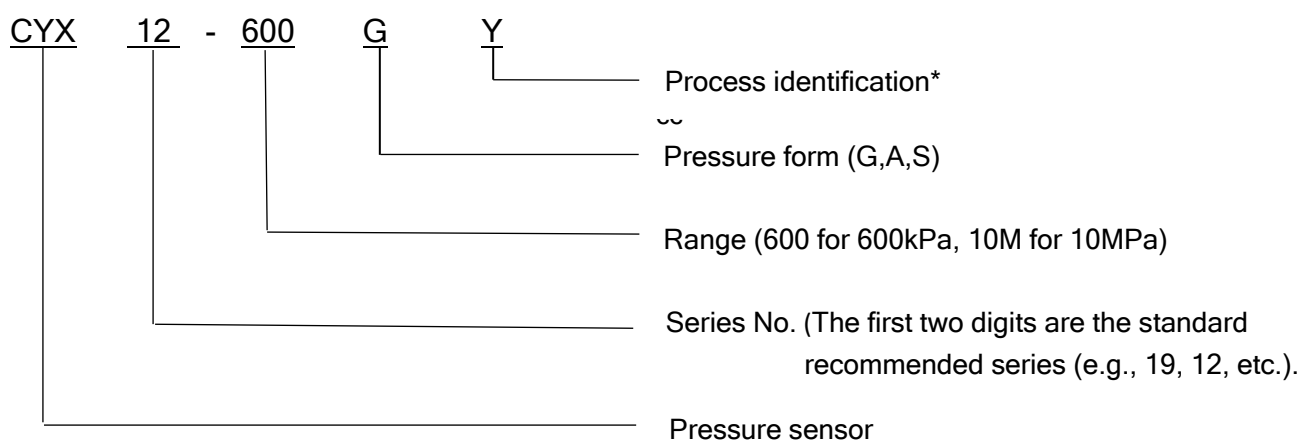 CYX 12 - 600 G Y
Process identification*
Pressure form (G,A,S)
Range (600 for 600kPa, 10M for 10MPa)
Series No. (The first two digits are the standard
recommended series (e.g., 19, 12, etc.).
Pressure sensor